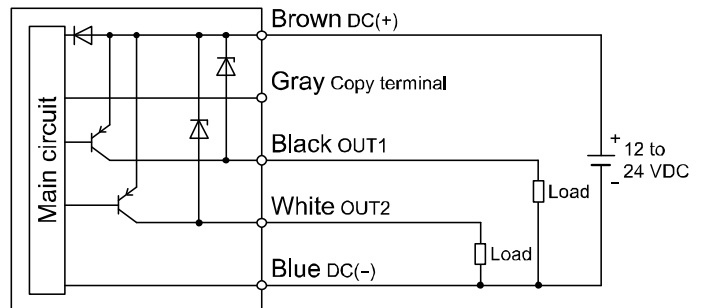 Brown DC(+)
Gray Copy terminal
Main circuit
Black OUT1
+
12 to
24 VDC
−
Load
White OUT2
Load
Blue DC(−)